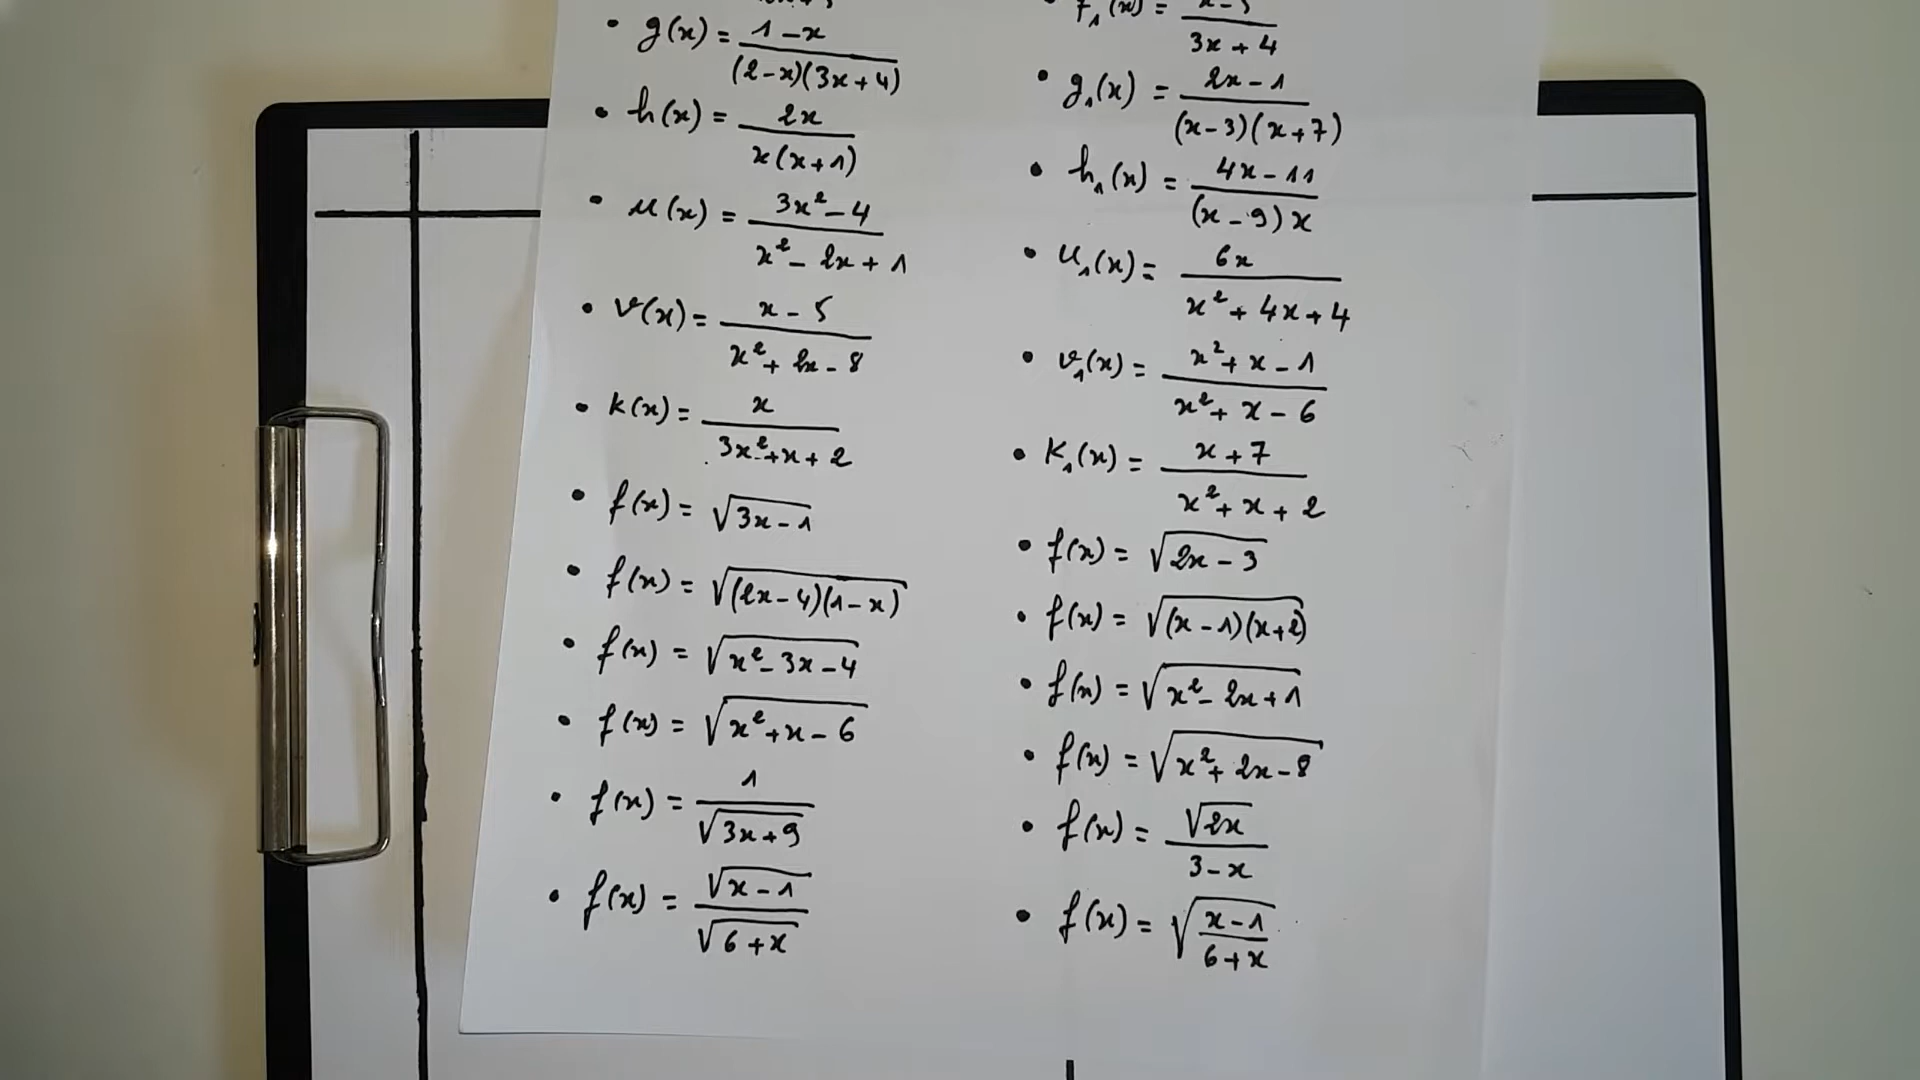 • g(x) = (1-x)/((2-x)(3x+4))
• h(x) = 2x/(x(x+1))
• u(x) = (3x²-4)/(x²-2x+1)
• v(x) = (x-5)/(x²+2x-8)
• k(x) = x/(3x²+x+2)
• f(x) = √(3x-1)
• f(x) = √((2x-4)(1-x))
• f(x) = √(x²-3x-4)
• f(x) = √(x²+x-6)
• f(x) = 1/√(3x+9)
• f(x) = √(x-1)/√(6+x)
• f₁(x) = (x-5)/(3x+4)
• g₁(x) = (2x-1)/((x-3)(x+7))
• h₁(x) = (4x-11)/((x-9)x)
• u₁(x) = 6x/(x²+4x+4)
• v₁(x) = (x²+x-1)/(x²+x-6)
• k₁(x) = (x+7)/(x²+x+2)
• f(x) = √(2x-3)
• f(x) = √((x-1)(x+2))
• f(x) = √(x²-2x+1)
• f(x) = √(x²+2x-8)
• f(x) = √(2x)/(3-x)
• f(x) = √((x-1)/(6+x))